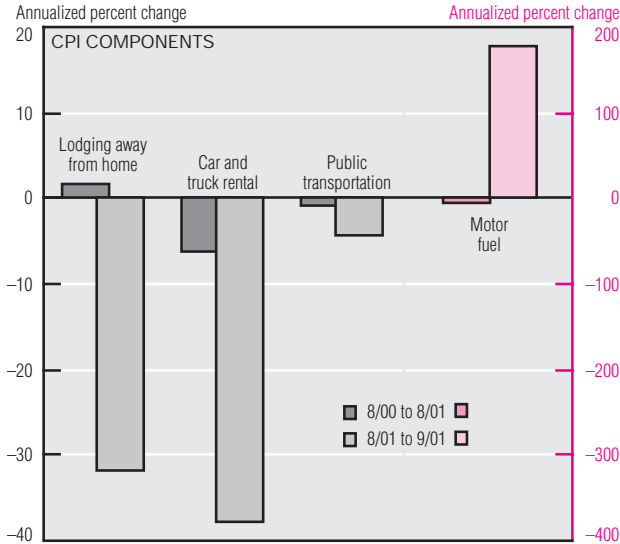 Annualized percent change
Annualized percent change
20
200
CPI COMPONENTS
10
100
Lodging away
from home
Car and
truck rental
Public
transportation
0
0
Motor
fuel
–10
–100
–20
–200
8/00 to 8/01
8/01 to 9/01
–30
–300
–40
–400